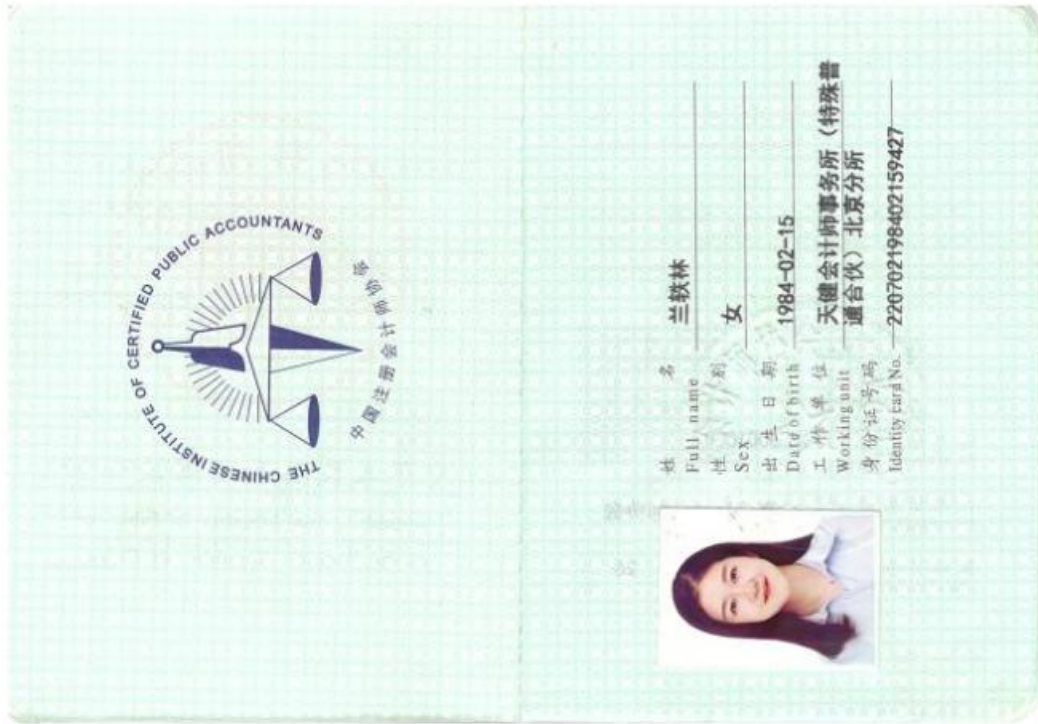 THE CHINESE INSTITUTE OF CERTIFIED PUBLIC ACCOUNTANTS
中国注册会计师协会
姓 名 兰轶林
Full name
性 别 女
Sex
出 生 日 期 1984-02-15
Date of birth
工 作 单 位 天健会计师事务所（特殊普
Working unit 通合伙）北京分所
身 份 证 号 码
Identity card No. 220702198402159427